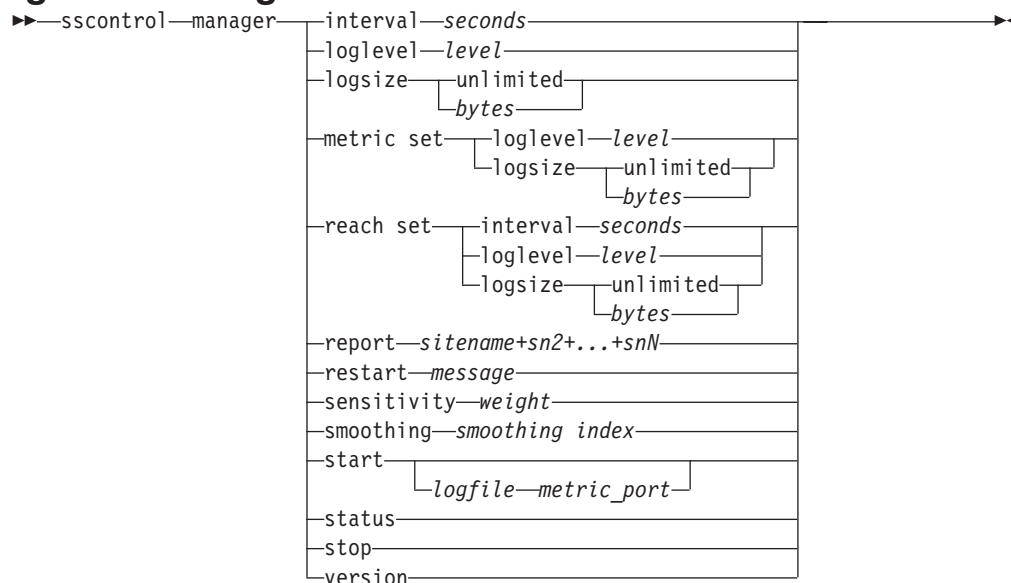 sscontrol manager interval seconds
loglevel level
logsize unlimited
bytes
metric set loglevel level
logsize unlimited
bytes
reach set interval seconds
loglevel level
logsize unlimited
bytes
report sitename+sn2+...+snN
restart message
sensitivity weight
smoothing smoothing index
start
logfile metric_port
status
stop
version